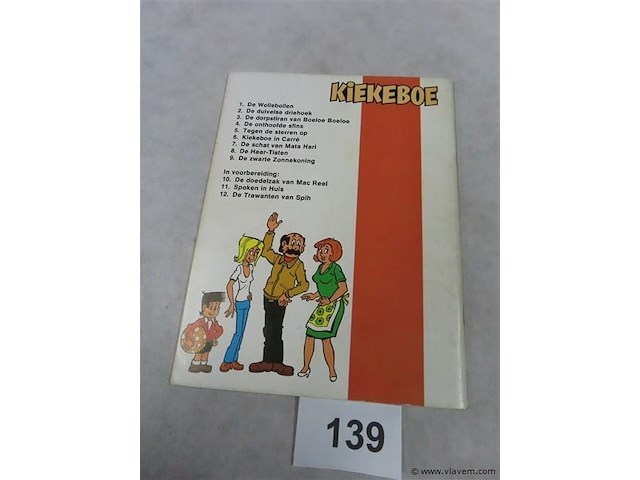 KIEKEBOE
1. De Wollebollen
2. De duivelse driehoek
3. De dorpstiran van Boeloe Boeloe
4. De onthoofde sfinx
5. Tegen de sterren op
6. Kiekeboe in Carré
7. De schat van Mata Hari
8. De Haar-Tisten
9. De zwarte Zonnekoning
In voorbereiding:
10. De doedelzak van Mac Reel
11. Spoken in Huis
12. De Trawanten van Spih
139
© www.vlavem.com